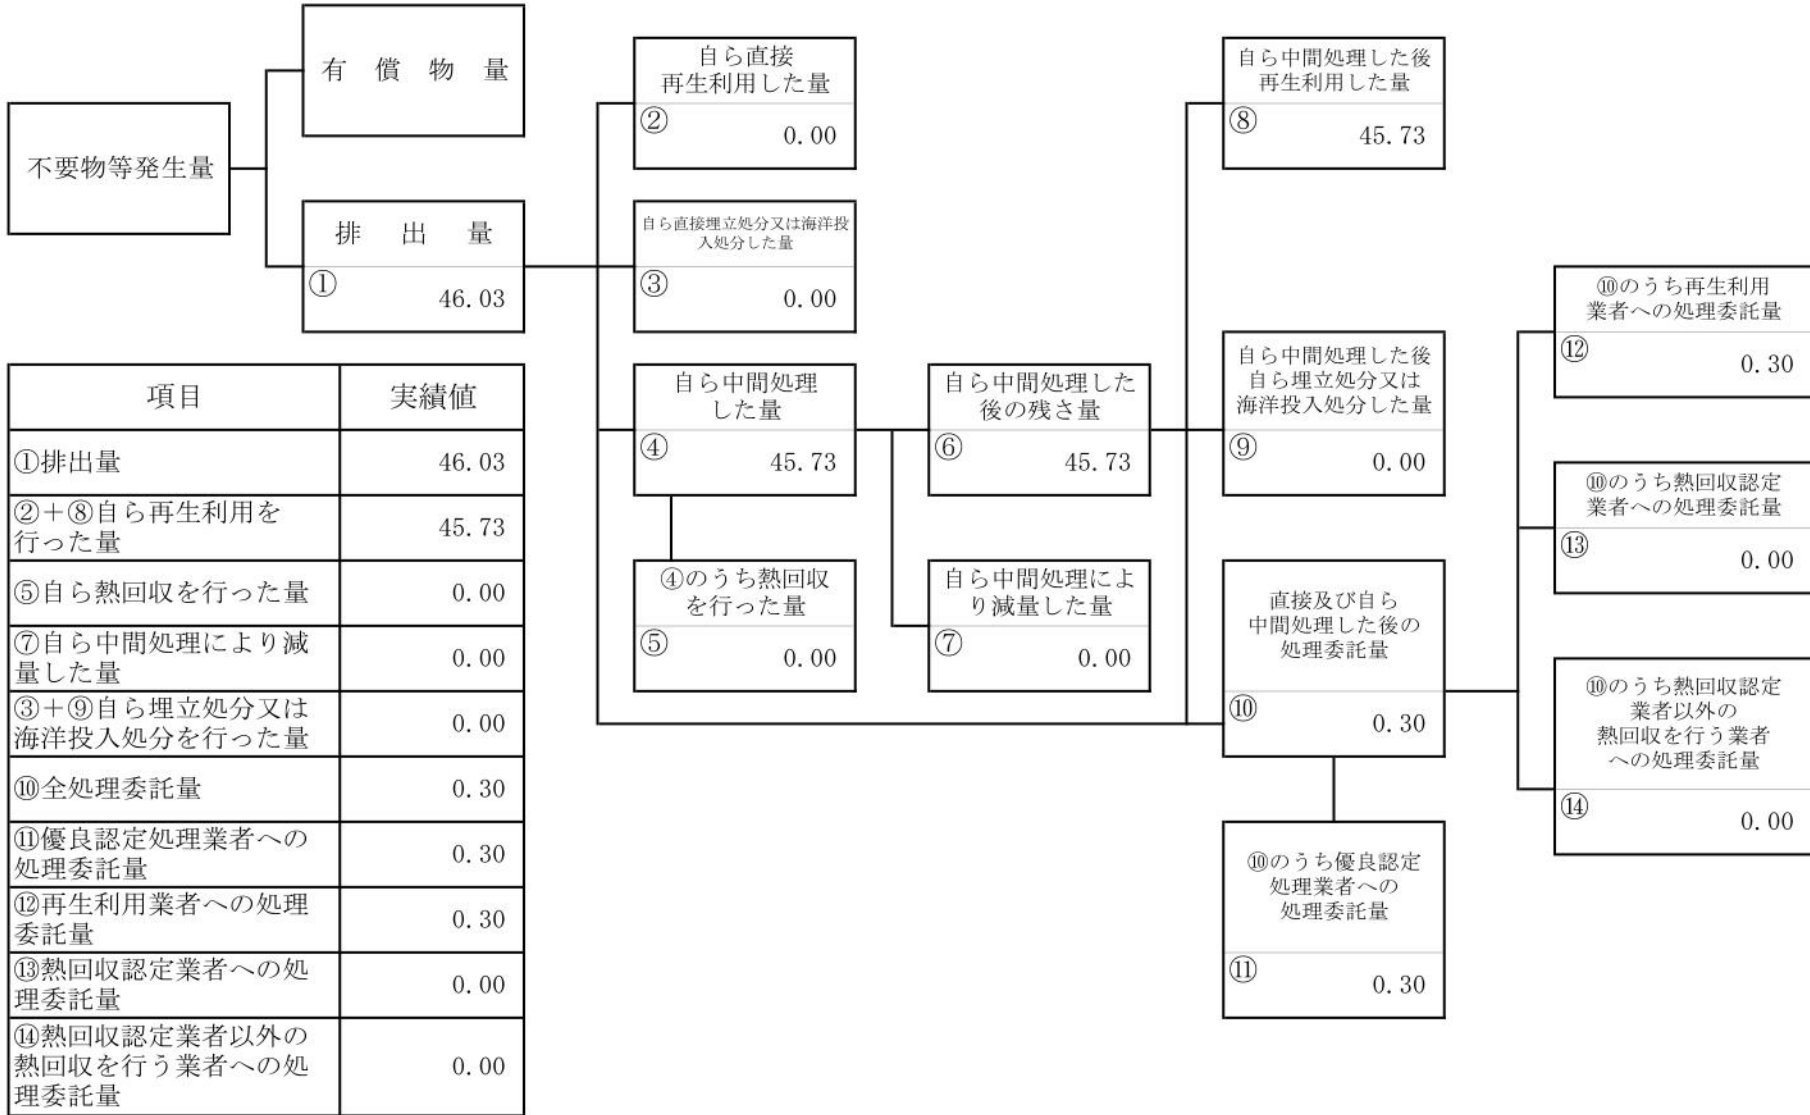 有 償 物 量
不要物等発生量
排 出 量
①
46.03
自ら直接
再生利用した量
②
0.00
自ら直接埋立処分又は海洋投
入処分した量
③
0.00
自ら中間処理
した量
④
45.73
④のうち熱回収
を行った量
⑤
0.00
自ら中間処理した
後の残さ量
⑥
45.73
自ら中間処理によ
り減量した量
⑦
0.00
自ら中間処理した後
再生利用した量
⑧
45.73
自ら中間処理した後
自ら埋立処分又は
海洋投入処分した量
⑨
0.00
直接及び自ら
中間処理した後の
処理委託量
⑩
0.30
⑩のうち優良認定
処理業者への
処理委託量
⑪
0.30
⑩のうち再生利用
業者への処理委託量
⑫
0.30
⑩のうち熱回収認定
業者への処理委託量
⑬
0.00
⑩のうち熱回収認定
業者以外の
熱回収を行う業者
への処理委託量
⑭
0.00
項目 実績値
①排出量 46.03
②＋⑧自ら再生利用を
行った量 45.73
⑤自ら熱回収を行った量 0.00
⑦自ら中間処理により減
量した量 0.00
③＋⑨自ら埋立処分又は
海洋投入処分を行った量 0.00
⑩全処理委託量 0.30
⑪優良認定処理業者への
処理委託量 0.30
⑫再生利用業者への処理
委託量 0.30
⑬熱回収認定業者への処
理委託量 0.00
⑭熱回収認定業者以外の
熱回収を行う業者への処
理委託量 0.00